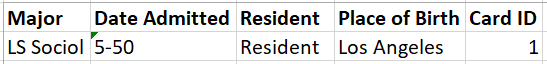 Major Date Admitted Resident Place of Birth Card ID
LS Sociol 5-50 Resident Los Angeles 1